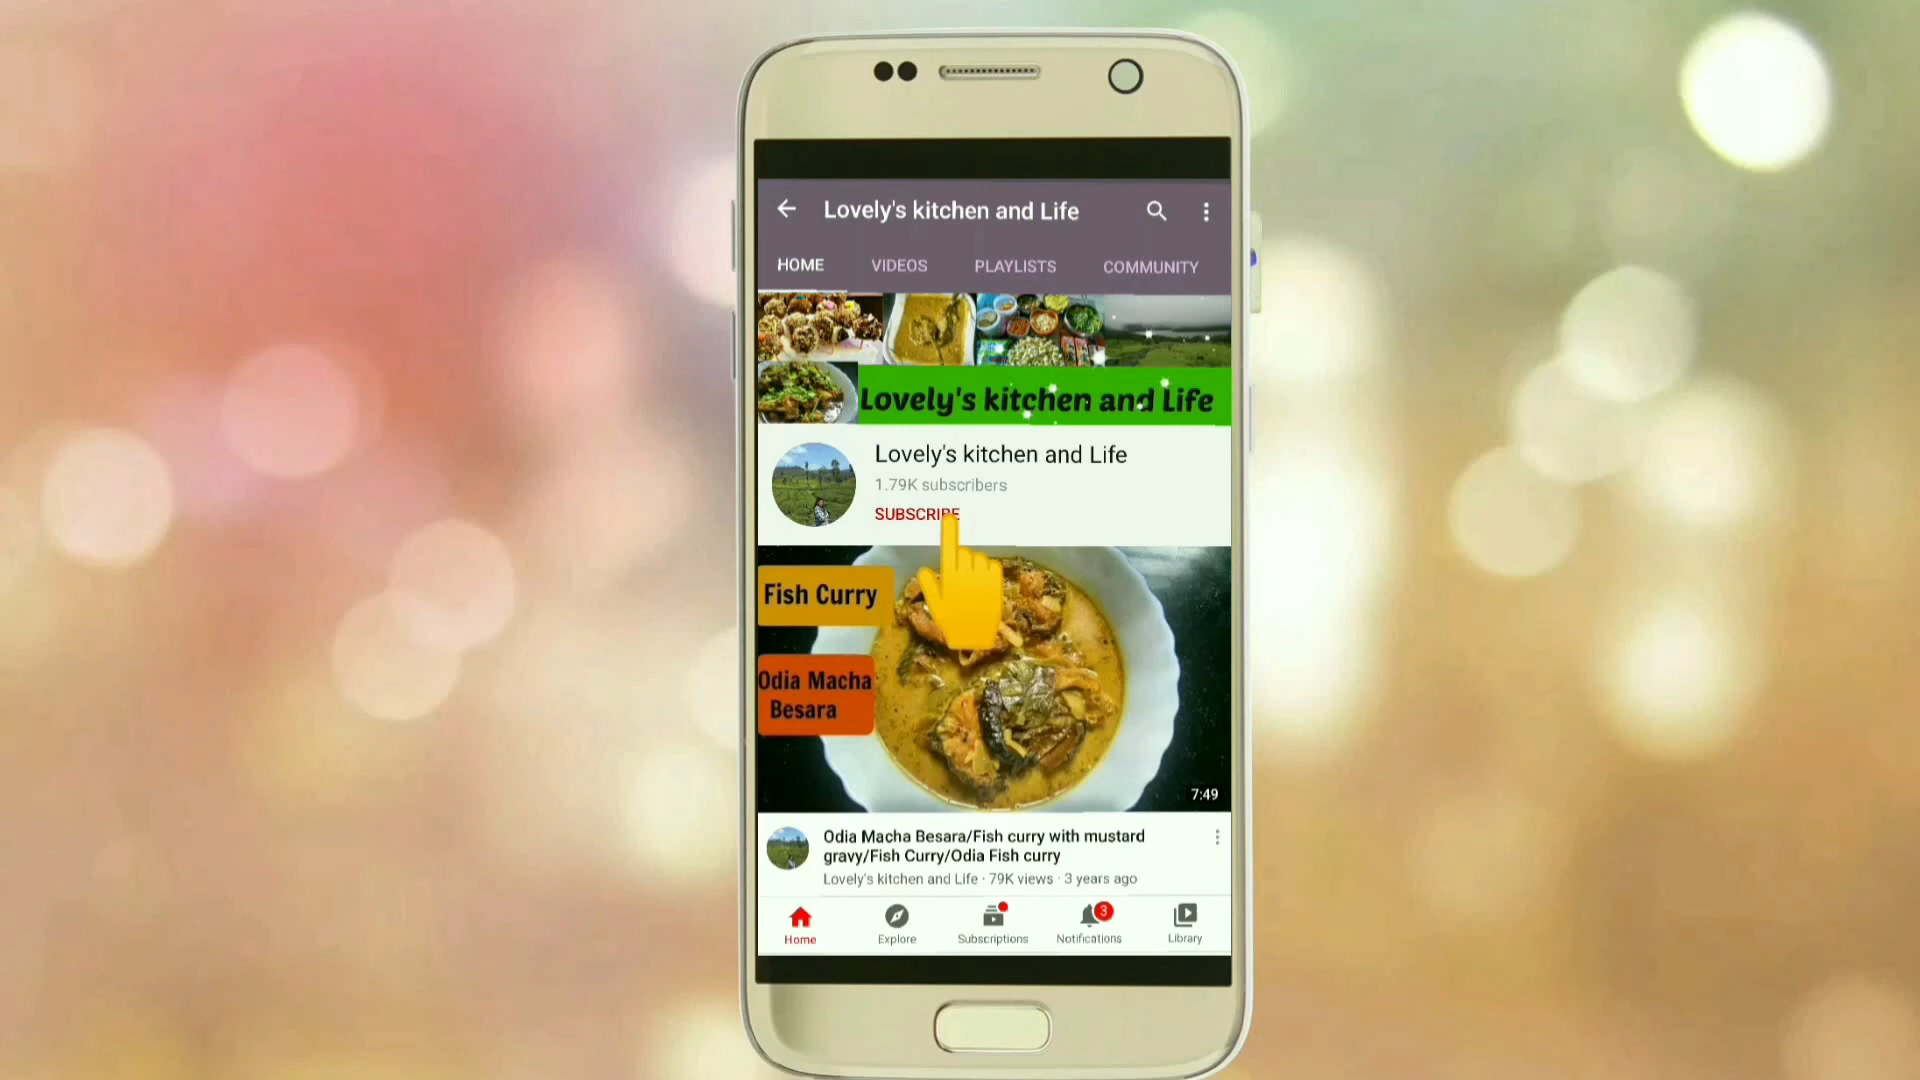 Lovely's kitchen and Life
HOME VIDEOS PLAYLISTS COMMUNITY
Lovely's kitchen and Life
Lovely's kitchen and Life
1.79K subscribers
SUBSCRIBE
Fish Curry
Odia Macha
Besara
7:49
Odia Macha Besara/Fish curry with mustard
gravy/Fish Curry/Odia Fish curry
Lovely's kitchen and Life · 79K views · 3 years ago
3
Home Explore Subscriptions Notifications Library